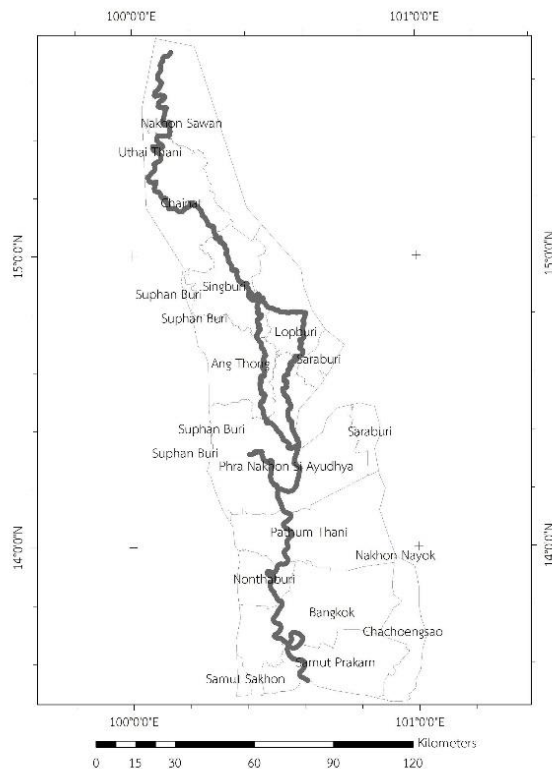 100°0'0"E 101°0'0"E
Nakhon Sawan
Uthai Thani
Chainat
15°0'0"N 15°0'0"N
Singburi
Suphan Buri
Suphan Buri
Lopburi
Ang Thong
Saraburi
Suphan Buri
Saraburi
Suphan Buri
Phra Nakhon Si Ayudhya
Pathum Thani
14°0'0"N 14°0'0"N
Nakhon Nayok
Nonthaburi
Bangkok
Chachoengsao
Samut Prakarn
Samut Sakhon
100°0'0"E 101°0'0"E
Kilometers
0 15 30 60 90 120